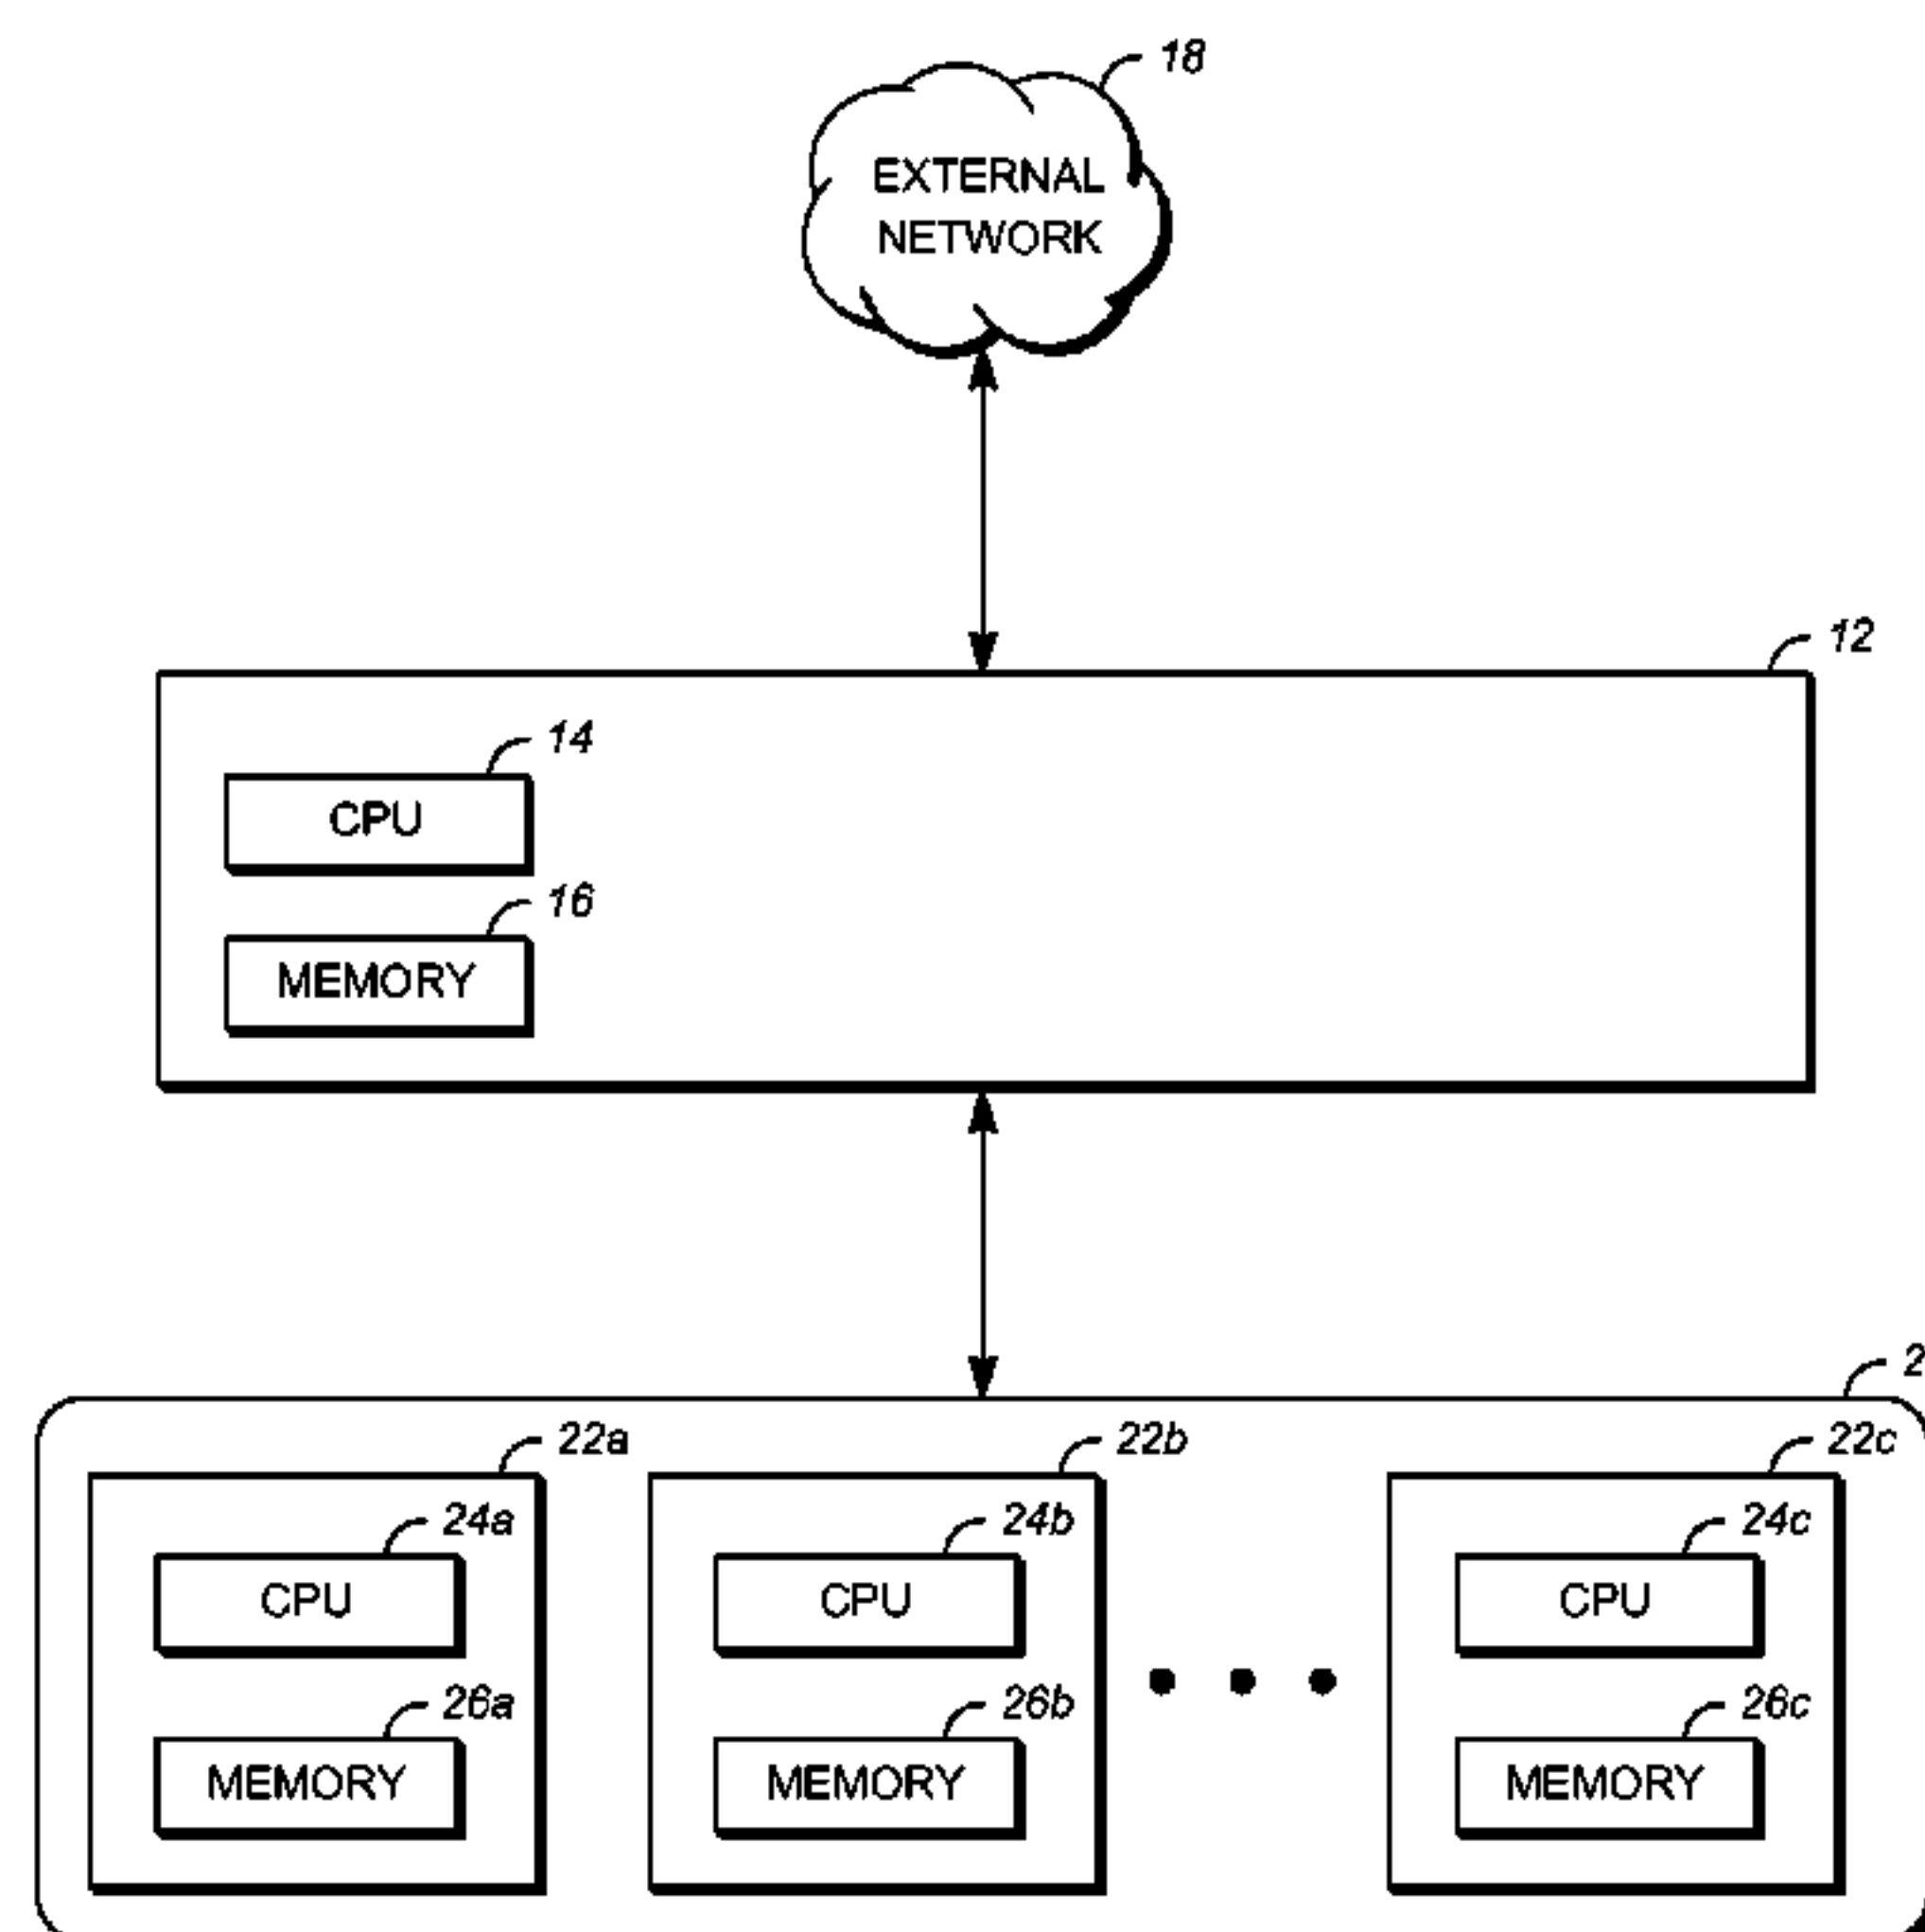 18
EXTERNAL
NETWORK
12
14
CPU
16
MEMORY
22a
22b
22c
24a
24b
24c
CPU
CPU
CPU
26a
26b
26c
MEMORY
MEMORY
MEMORY